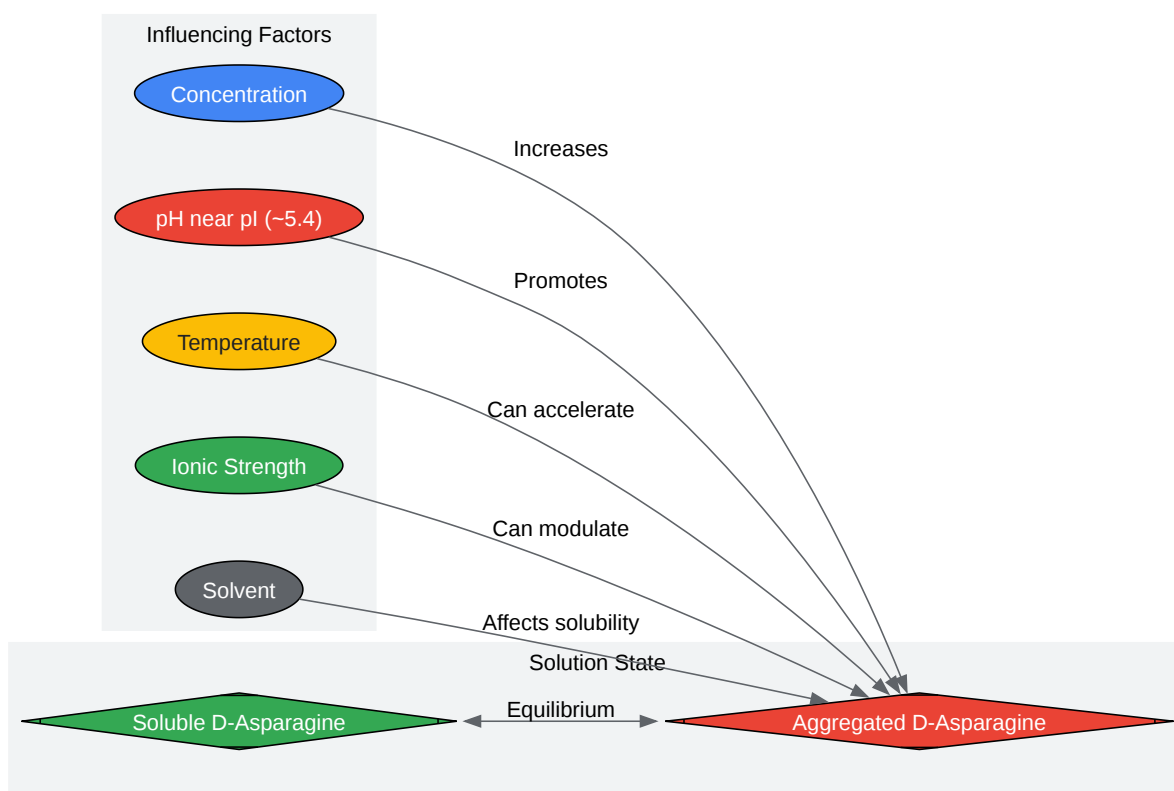 Influencing Factors
Concentration
Increases
pH near pI (~5.4)
Promotes
Temperature
Can accelerate
Ionic Strength
Can modulate
Solvent
Affects solubility
Solution State
Soluble D-Asparagine
Equilibrium
Aggregated D-Asparagine